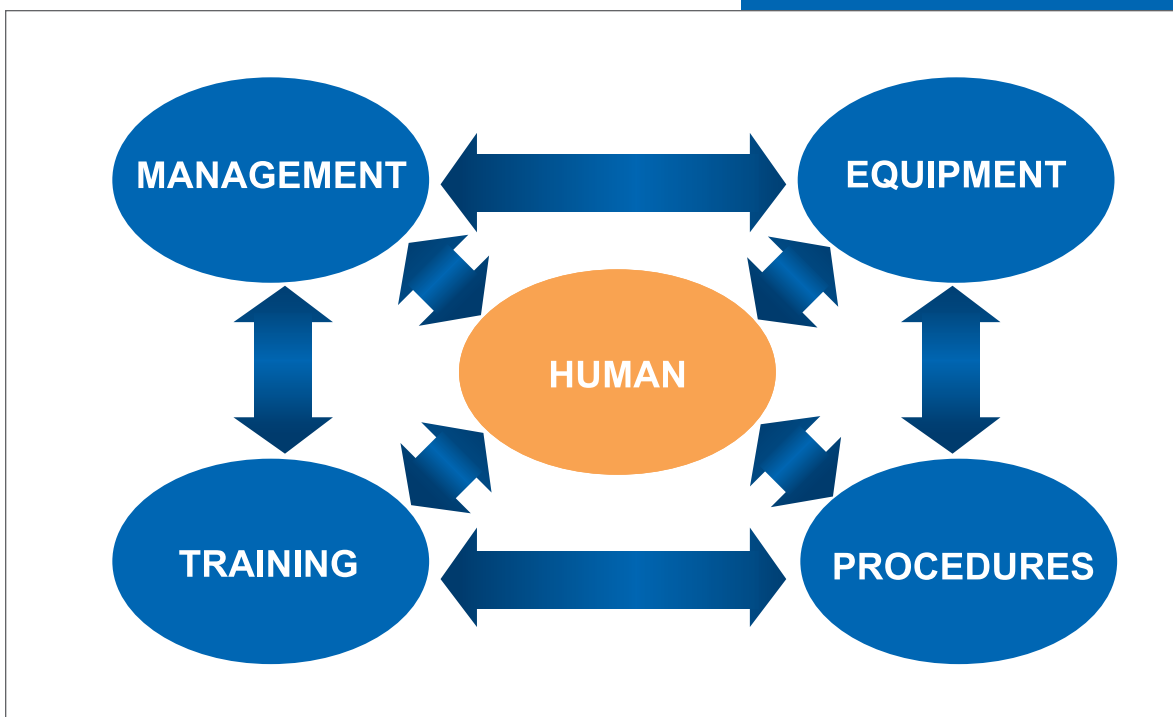 MANAGEMENT
EQUIPMENT
HUMAN
TRAINING
PROCEDURES